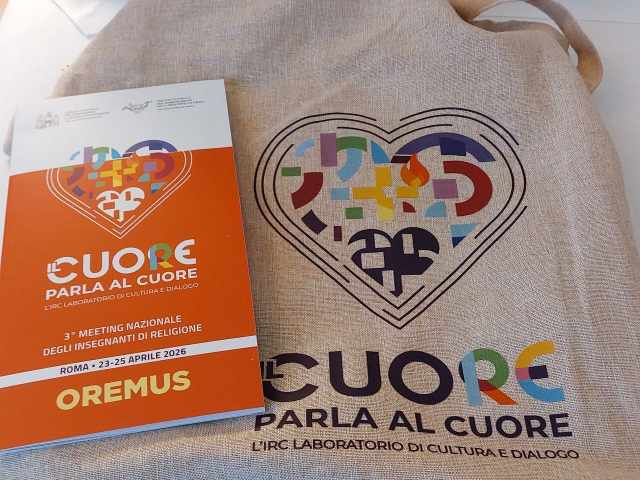 IL CUORE
PARLA AL CUORE
L'IRC LABORATORIO DI CULTURA E DIALOGO
3° MEETING NAZIONALE
DEGLI INSEGNANTI DI RELIGIONE
ROMA • 23-25 APRILE 2026
OREMUS
IL CUORE
PARLA AL CUORE
L'IRC LABORATORIO DI CULTURA E DIALOGO